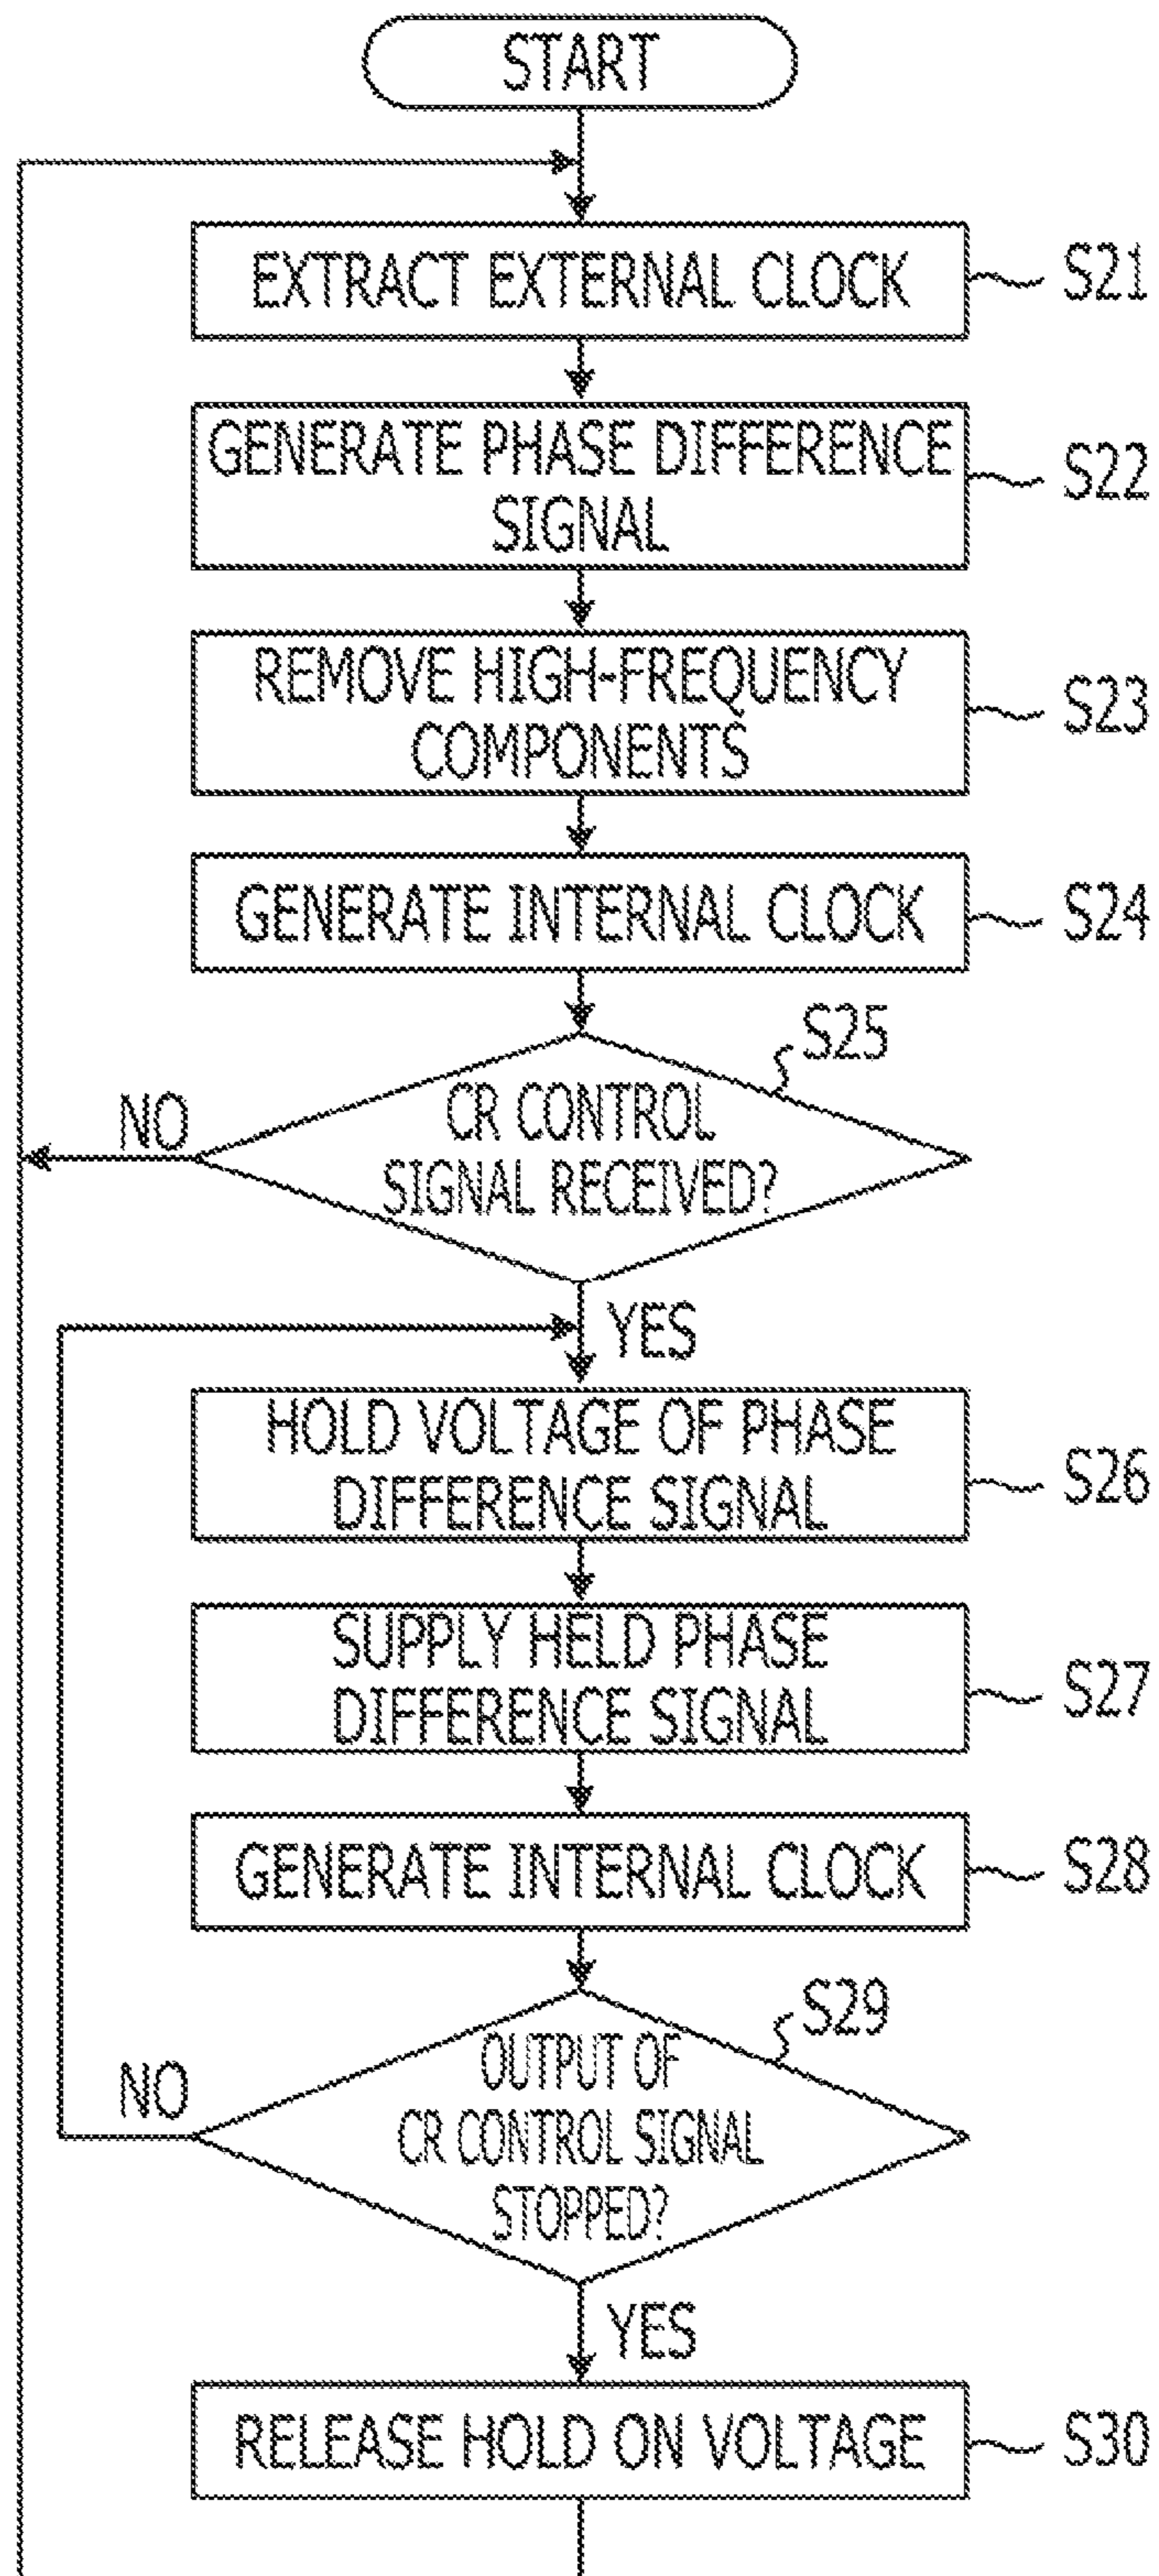 START
EXTRACT EXTERNAL CLOCK
S21
GENERATE PHASE DIFFERENCE
SIGNAL
S22
REMOVE HIGH-FREQUENCY
COMPONENTS
S23
GENERATE INTERNAL CLOCK
S24
S25
CR CONTROL
SIGNAL RECEIVED?
NO
YES
HOLD VOLTAGE OF PHASE
DIFFERENCE SIGNAL
S26
SUPPLY HELD PHASE
DIFFERENCE SIGNAL
S27
GENERATE INTERNAL CLOCK
S28
S29
OUTPUT OF
CR CONTROL SIGNAL
STOPPED?
NO
YES
RELEASE HOLD ON VOLTAGE
S30